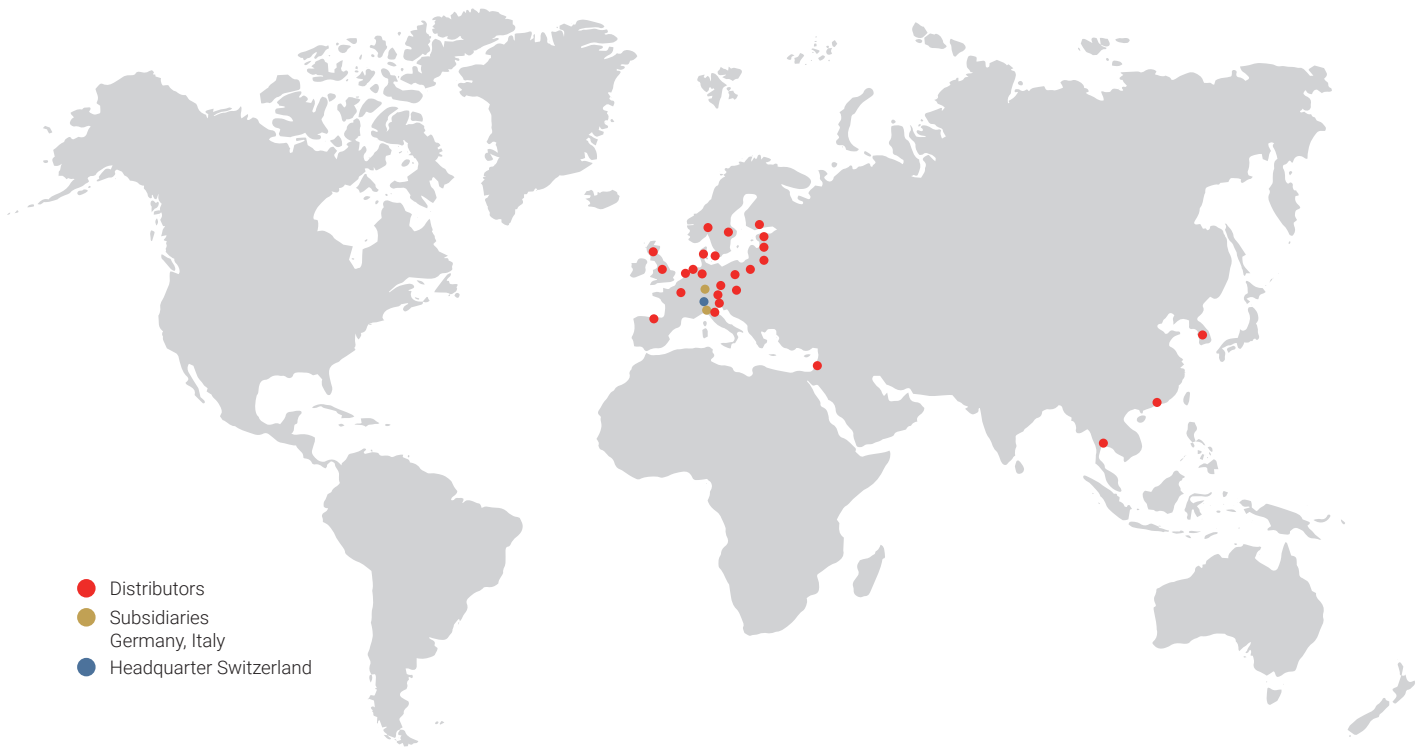 Distributors
Subsidiaries
Germany, Italy
Headquarter Switzerland